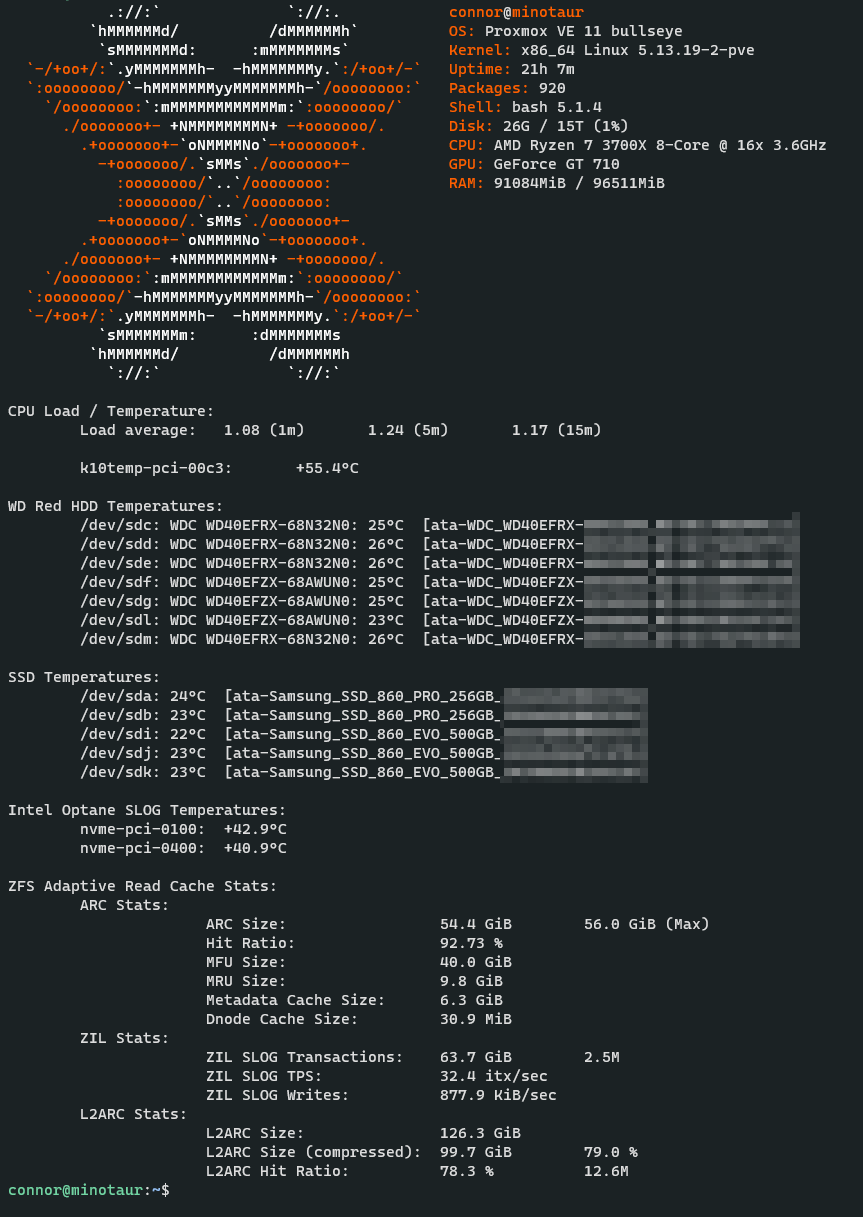 .://:`              `://:.            connor@minotaur
`hMMMMMMd/          /dMMMMMMh`          OS: Proxmox VE 11 bullseye
`sMMMMMMMd:      :mMMMMMMMs`           Kernel: x86_64 Linux 5.13.19-2-pve
`-/+oo+/:`.yMMMMMMMh-  -hMMMMMMMy.`:/+oo+/-`   Uptime: 21h 7m
`:oooooooo/`-hMMMMMMMyyMMMMMMMh-`/oooooooo:`   Packages: 920
`/oooooooo:`:mMMMMMMMMMMMMm:`:oooooooo/`     Shell: bash 5.1.4
./ooooooo+- +NMMMMMMMMN+ -+ooooooo/.       Disk: 26G / 15T (1%)
.+ooooooo+-`oNMMMMNo`-+ooooooo+.         CPU: AMD Ryzen 7 3700X 8-Core @ 16x 3.6GHz
-+ooooooo/.`sMMs`./ooooooo+-           GPU: GeForce GT 710
:oooooooo/`..`/oooooooo:             RAM: 91084MiB / 96511MiB
:oooooooo/`..`/oooooooo:
-+ooooooo/.`sMMs`./ooooooo+-
.+ooooooo+-`oNMMMMNo`-+ooooooo+.
./ooooooo+- +NMMMMMMMMN+ -+ooooooo/.
`/oooooooo:`:mMMMMMMMMMMMMm:`:oooooooo/`
`:oooooooo/`-hMMMMMMMyyMMMMMMMh-`/oooooooo:`
`-/+oo+/:`.yMMMMMMMh-  -hMMMMMMMy.`:/+oo+/-`
`sMMMMMMMm:      :dMMMMMMMs
`hMMMMMMd/          /dMMMMMMh
`://:`              `://:`
CPU Load / Temperature:
Load average:   1.08 (1m)       1.24 (5m)       1.17 (15m)
k10temp-pci-00c3:       +55.4°C
WD Red HDD Temperatures:
/dev/sdc: WDC WD40EFRX-68N32N0: 25°C  [ata-WDC_WD40EFRX-
/dev/sdd: WDC WD40EFRX-68N32N0: 26°C  [ata-WDC_WD40EFRX-
/dev/sde: WDC WD40EFRX-68N32N0: 26°C  [ata-WDC_WD40EFRX-
/dev/sdf: WDC WD40EFZX-68AWUN0: 25°C  [ata-WDC_WD40EFZX-
/dev/sdg: WDC WD40EFZX-68AWUN0: 25°C  [ata-WDC_WD40EFZX-
/dev/sdl: WDC WD40EFZX-68AWUN0: 23°C  [ata-WDC_WD40EFZX-
/dev/sdm: WDC WD40EFRX-68N32N0: 26°C  [ata-WDC_WD40EFRX-
SSD Temperatures:
/dev/sda: 24°C  [ata-Samsung_SSD_860_PRO_256GB_
/dev/sdb: 23°C  [ata-Samsung_SSD_860_PRO_256GB_
/dev/sdi: 22°C  [ata-Samsung_SSD_860_EVO_500GB_
/dev/sdj: 23°C  [ata-Samsung_SSD_860_EVO_500GB_
/dev/sdk: 23°C  [ata-Samsung_SSD_860_EVO_500GB_
Intel Optane SLOG Temperatures:
nvme-pci-0100:  +42.9°C
nvme-pci-0400:  +40.9°C
ZFS Adaptive Read Cache Stats:
ARC Stats:
ARC Size:                 54.4 GiB        56.0 GiB (Max)
Hit Ratio:                92.73 %
MFU Size:                 40.0 GiB
MRU Size:                 9.8 GiB
Metadata Cache Size:      6.3 GiB
Dnode Cache Size:         30.9 MiB
ZIL Stats:
ZIL SLOG Transactions:    63.7 GiB        2.5M
ZIL SLOG TPS:             32.4 itx/sec
ZIL SLOG Writes:          877.9 KiB/sec
L2ARC Stats:
L2ARC Size:               126.3 GiB
L2ARC Size (compressed):  99.7 GiB        79.0 %
L2ARC Hit Ratio:          78.3 %          12.6M
connor@minotaur:~$